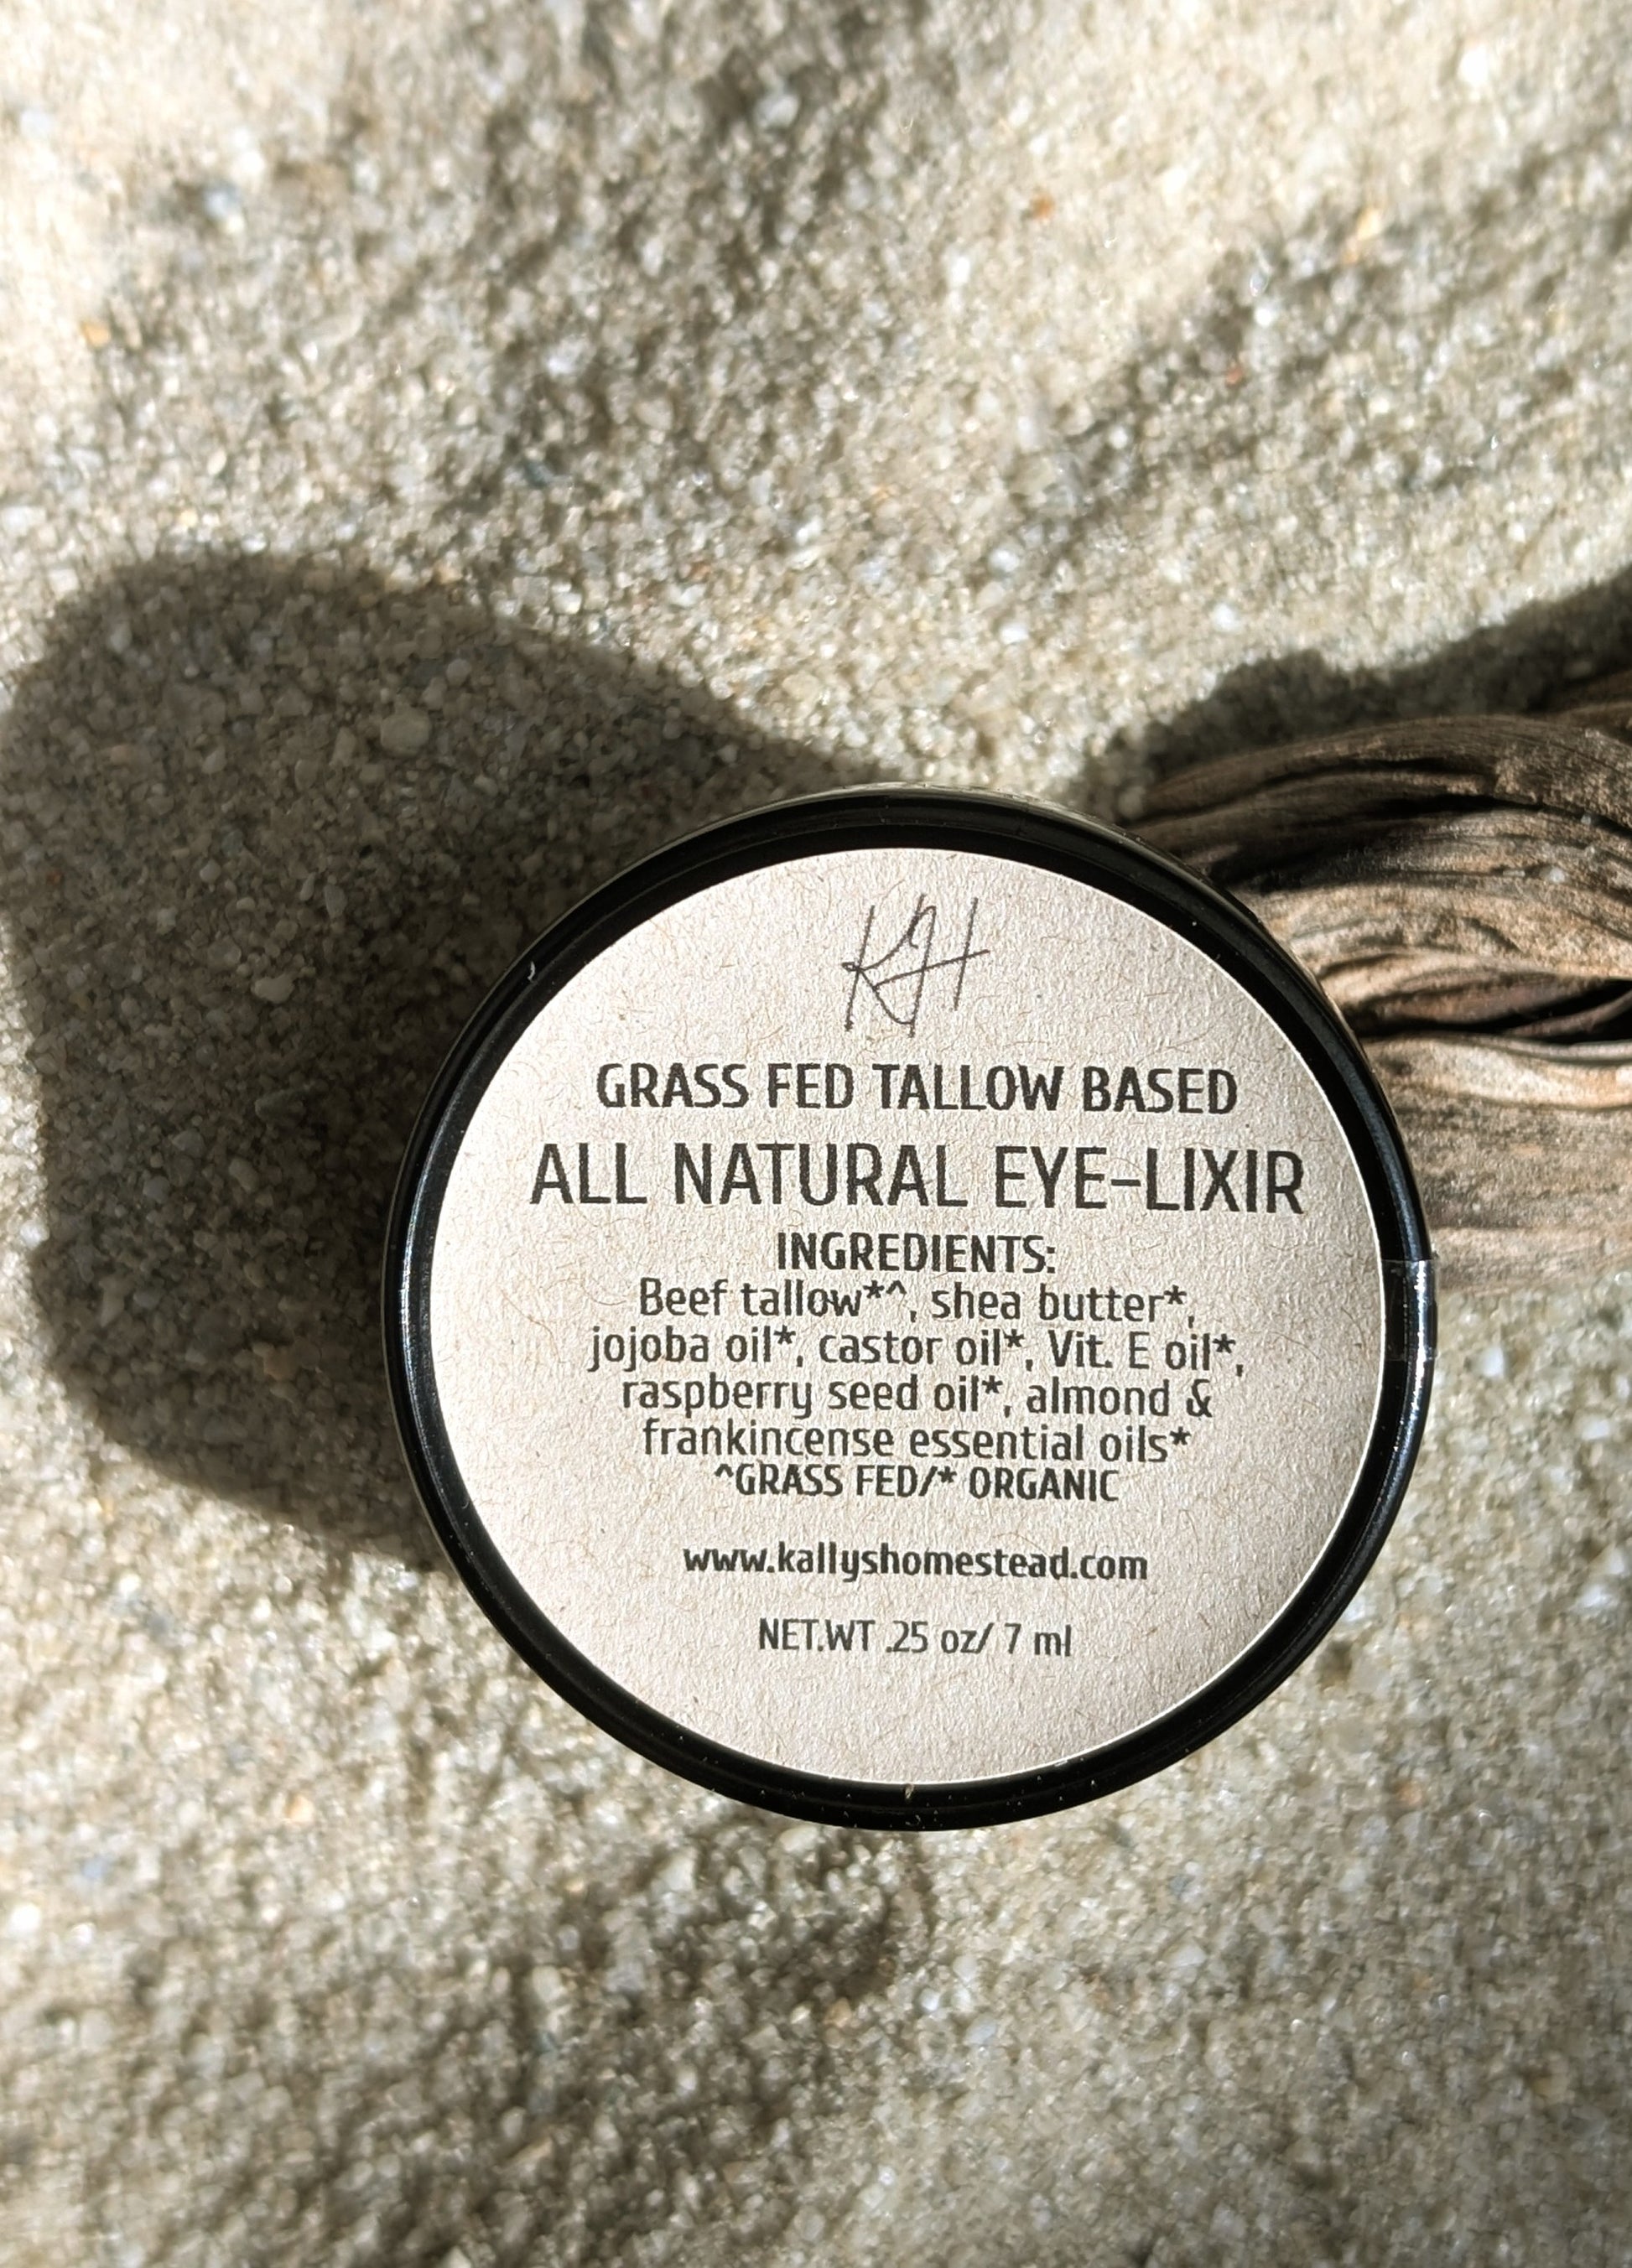 KH
GRASS FED TALLOW BASED
ALL NATURAL EYE-LIXIR
INGREDIENTS:
Beef tallow*^, shea butter*,
jojoba oil*, castor oil*, Vit. E oil*,
raspberry seed oil*, almond &
frankincense essential oils*
^GRASS FED/* ORGANIC
www.kallyshomestead.com
NET.WT .25 oz/ 7 ml